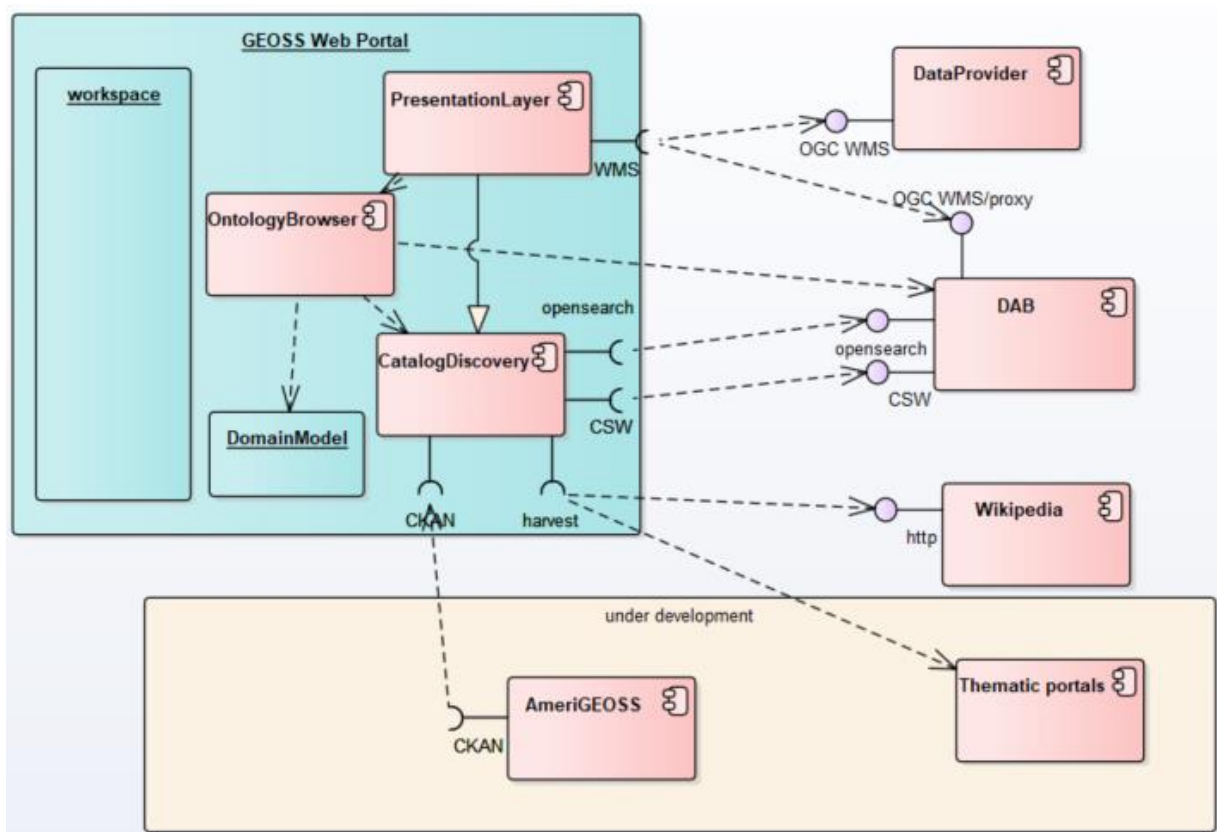 GEOSS Web Portal
workspace
PresentationLayer
DataProvider
WMS
OGC WMS
OntologyBrowser
OGC WMS/proxy
opensearch
DAB
CatalogDiscovery
opensearch
CSW
CSW
DomainModel
CKAN
harvest
Wikipedia
http
under development
Thematic portals
AmeriGEOSS
CKAN